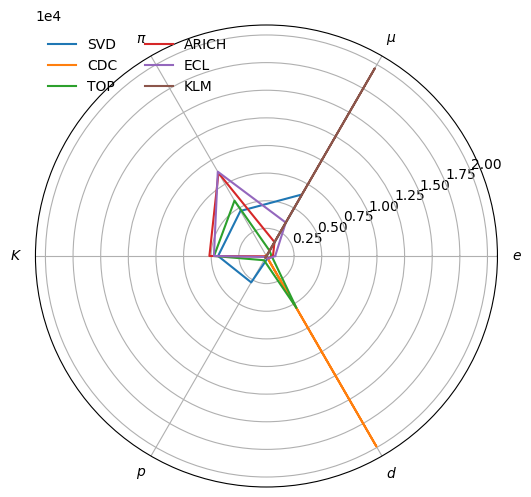 1e4
SVD
CDC
TOP
ARICH
ECL
KLM
π
μ
2.00
1.75
1.50
1.25
1.00
0.75
0.50
0.25
K
e
p
d